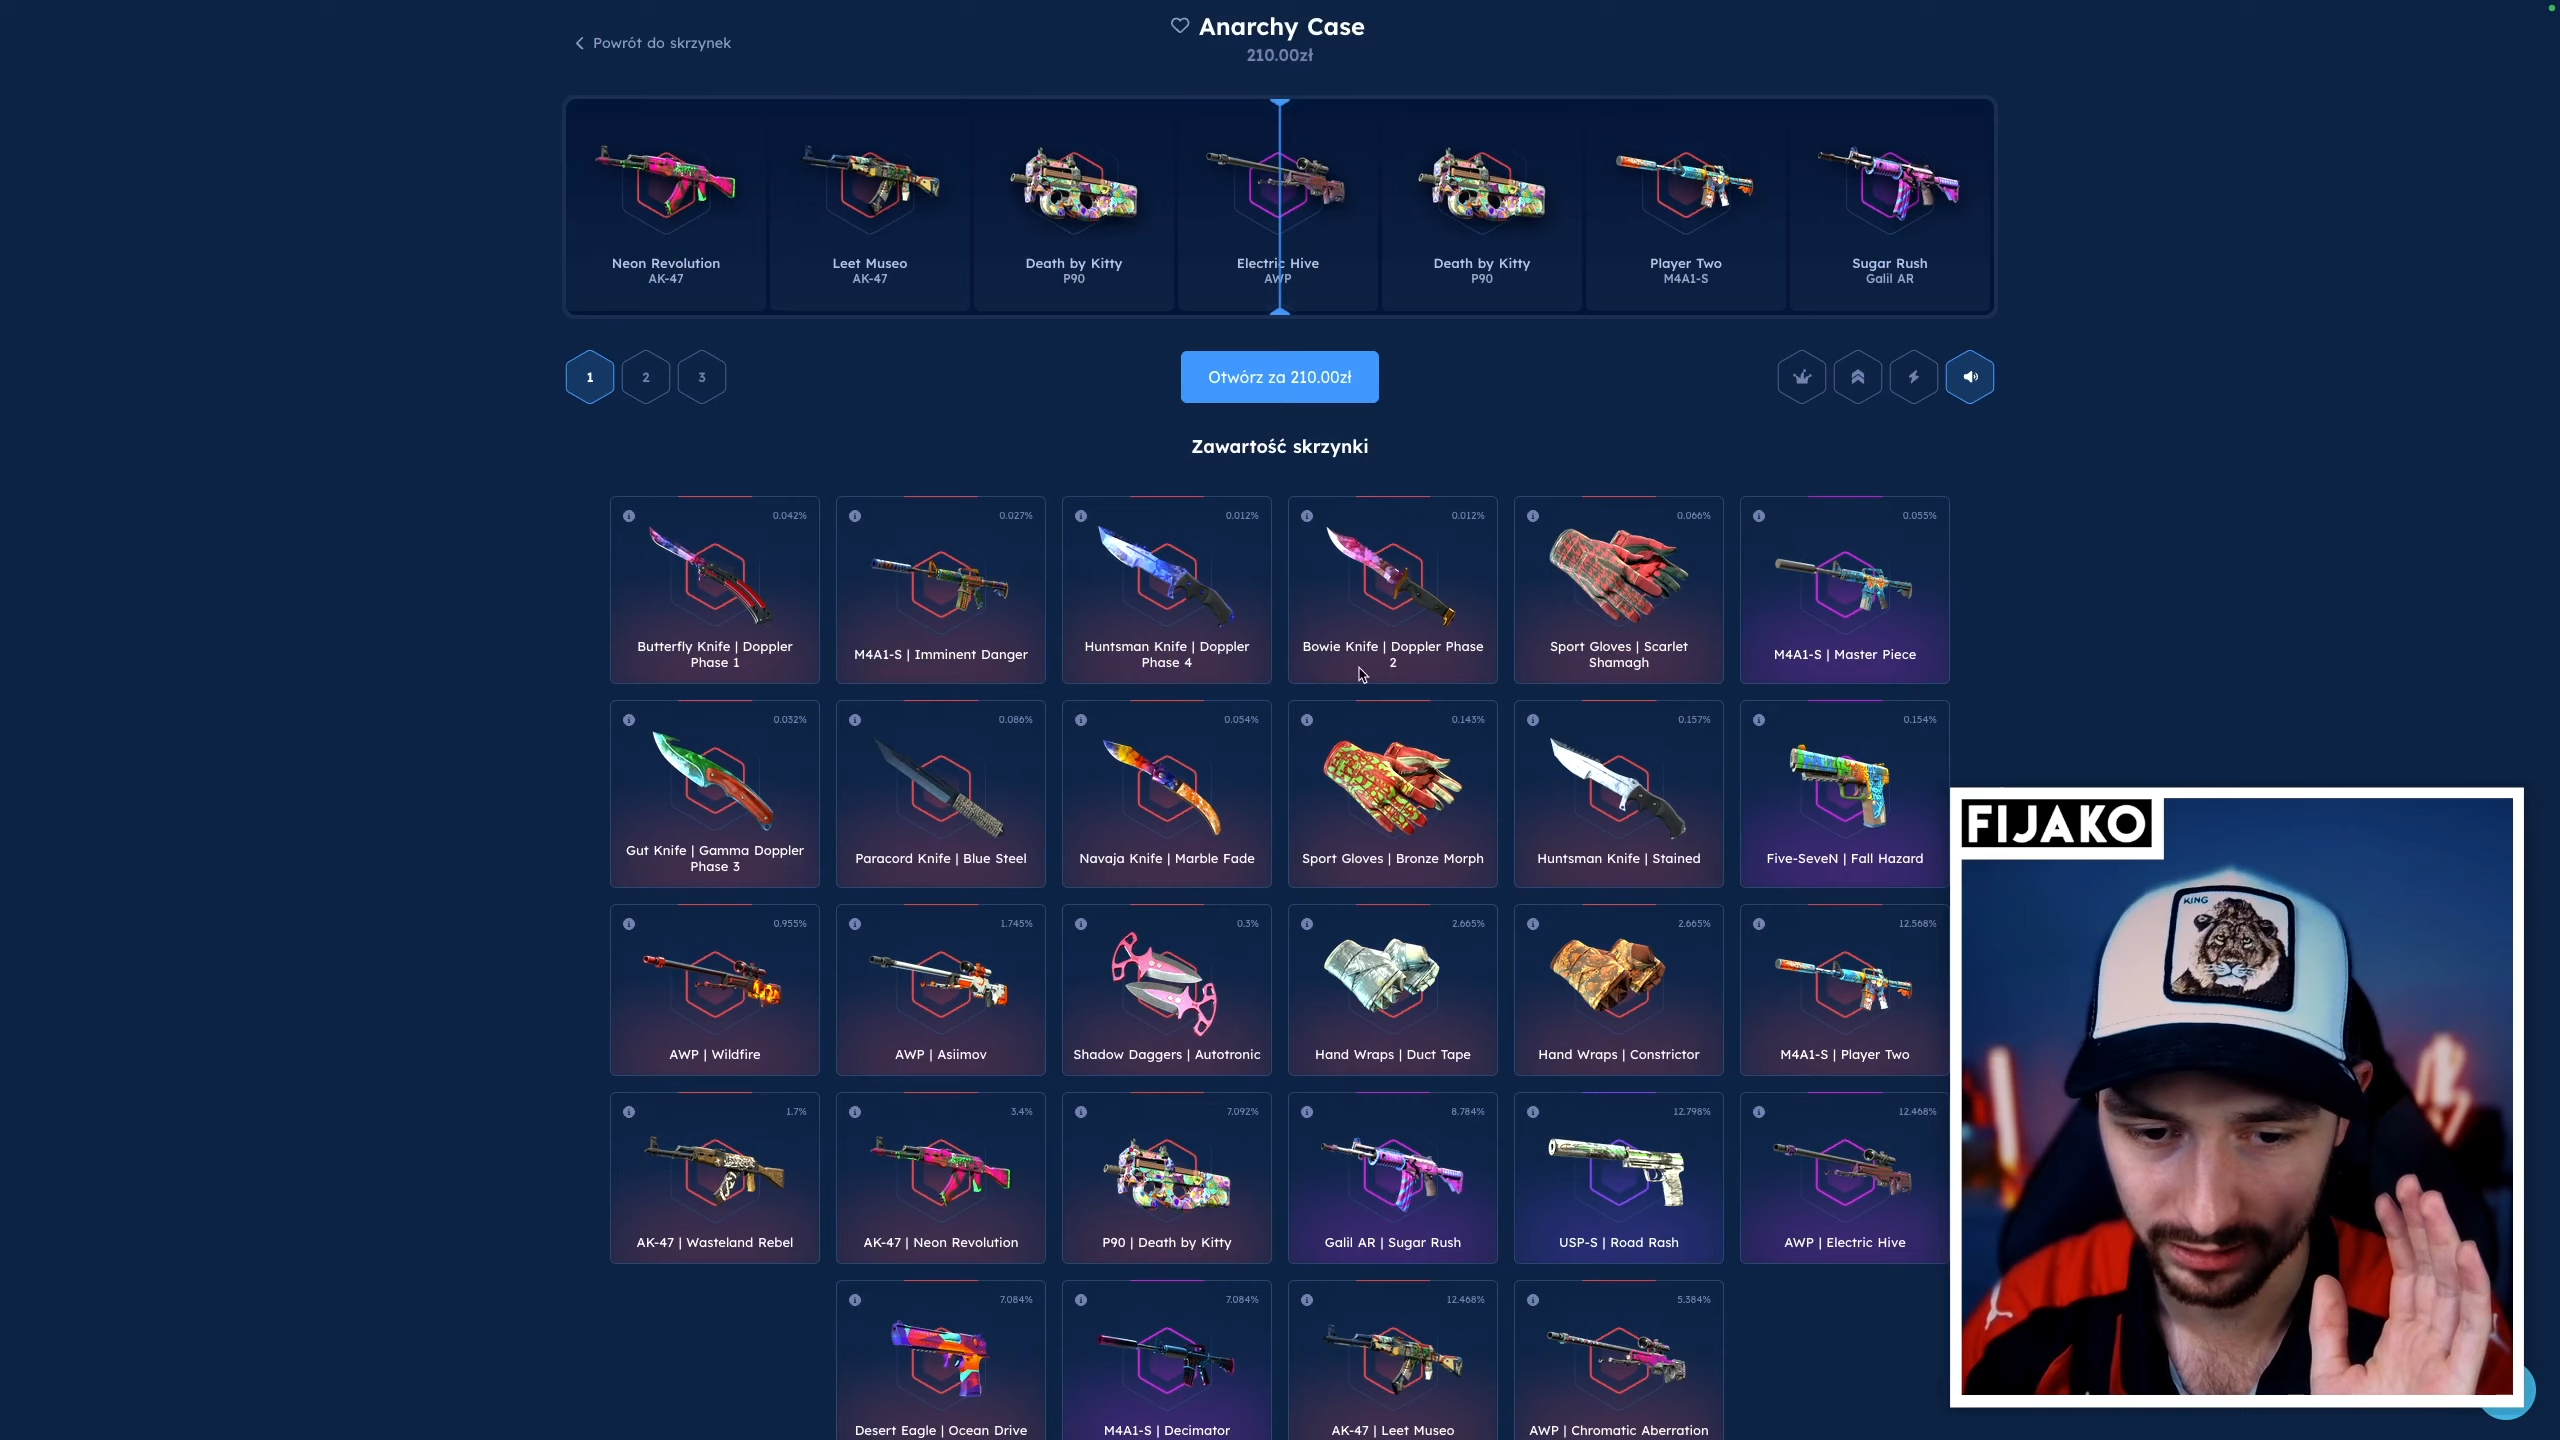 Powrót do skrzynek
Anarchy Case
210.00zł
Neon Revolution
AK-47
Leet Museo
AK-47
Death by Kitty
P90
Electric Hive
AWP
Death by Kitty
P90
Player Two
M4A1-S
Sugar Rush
Galil AR
1
2
3
Otwórz za 210.00zł
Zawartość skrzynki
0.042%
Butterfly Knife | Doppler
Phase 1
0.027%
M4A1-S | Imminent Danger
0.012%
Huntsman Knife | Doppler
Phase 4
0.012%
Bowie Knife | Doppler Phase
2
0.066%
Sport Gloves | Scarlet
Shamagh
0.055%
M4A1-S | Master Piece
0.032%
Gut Knife | Gamma Doppler
Phase 3
0.086%
Paracord Knife | Blue Steel
0.054%
Navaja Knife | Marble Fade
0.143%
Sport Gloves | Bronze Morph
0.157%
Huntsman Knife | Stained
0.154%
Five-SeveN | Fall Hazard
0.955%
AWP | Wildfire
1.745%
AWP | Asiimov
0.3%
Shadow Daggers | Autotronic
2.665%
Hand Wraps | Duct Tape
2.665%
Hand Wraps | Constrictor
12.568%
M4A1-S | Player Two
1.7%
AK-47 | Wasteland Rebel
3.4%
AK-47 | Neon Revolution
7.092%
P90 | Death by Kitty
8.784%
Galil AR | Sugar Rush
12.798%
USP-S | Road Rash
12.468%
AWP | Electric Hive
7.084%
Desert Eagle | Ocean Drive
7.084%
M4A1-S | Decimator
12.468%
AK-47 | Leet Museo
5.384%
AWP | Chromatic Aberration
FIJAKO
KING